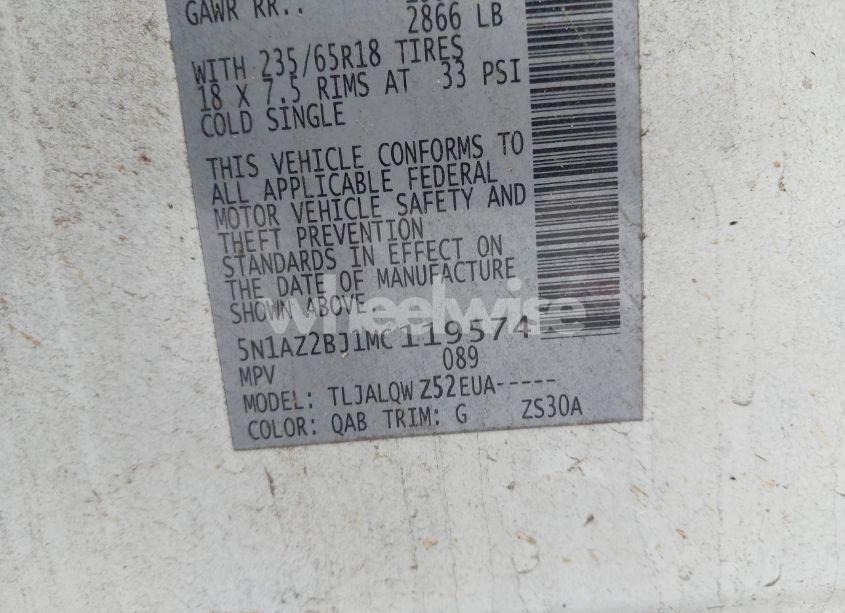 GAWR RR..
2866 LB
WITH 235/65R18 TIRES
18 X 7.5 RIMS AT 33 PSI
COLD SINGLE
THIS VEHICLE CONFORMS TO
ALL APPLICABLE FEDERAL
MOTOR VEHICLE SAFETY AND
THEFT PREVENTION
STANDARDS IN EFFECT ON
THE DATE OF MANUFACTURE
SHOWN ABOVE.
wheelwise
5N1AZ2BJ1MC119574
MPV 089
MODEL: TLJALQW Z52EUA-----
COLOR: QAB TRIM: G ZS30A